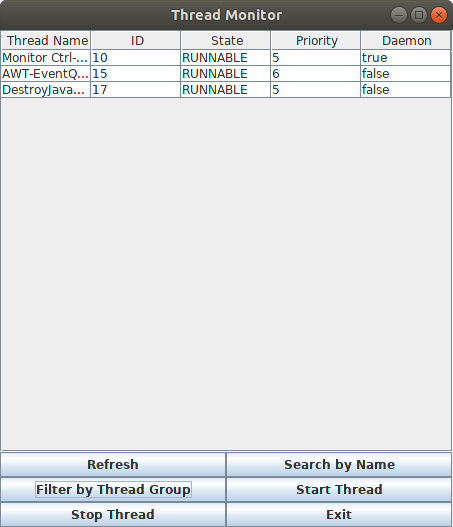 Thread Monitor
Thread Name ID State Priority Daemon
Monitor Ctrl-... 10 RUNNABLE 5 true
AWT-EventQ... 15 RUNNABLE 6 false
DestroyJava... 17 RUNNABLE 5 false
Refresh Search by Name
Filter by Thread Group Start Thread
Stop Thread Exit